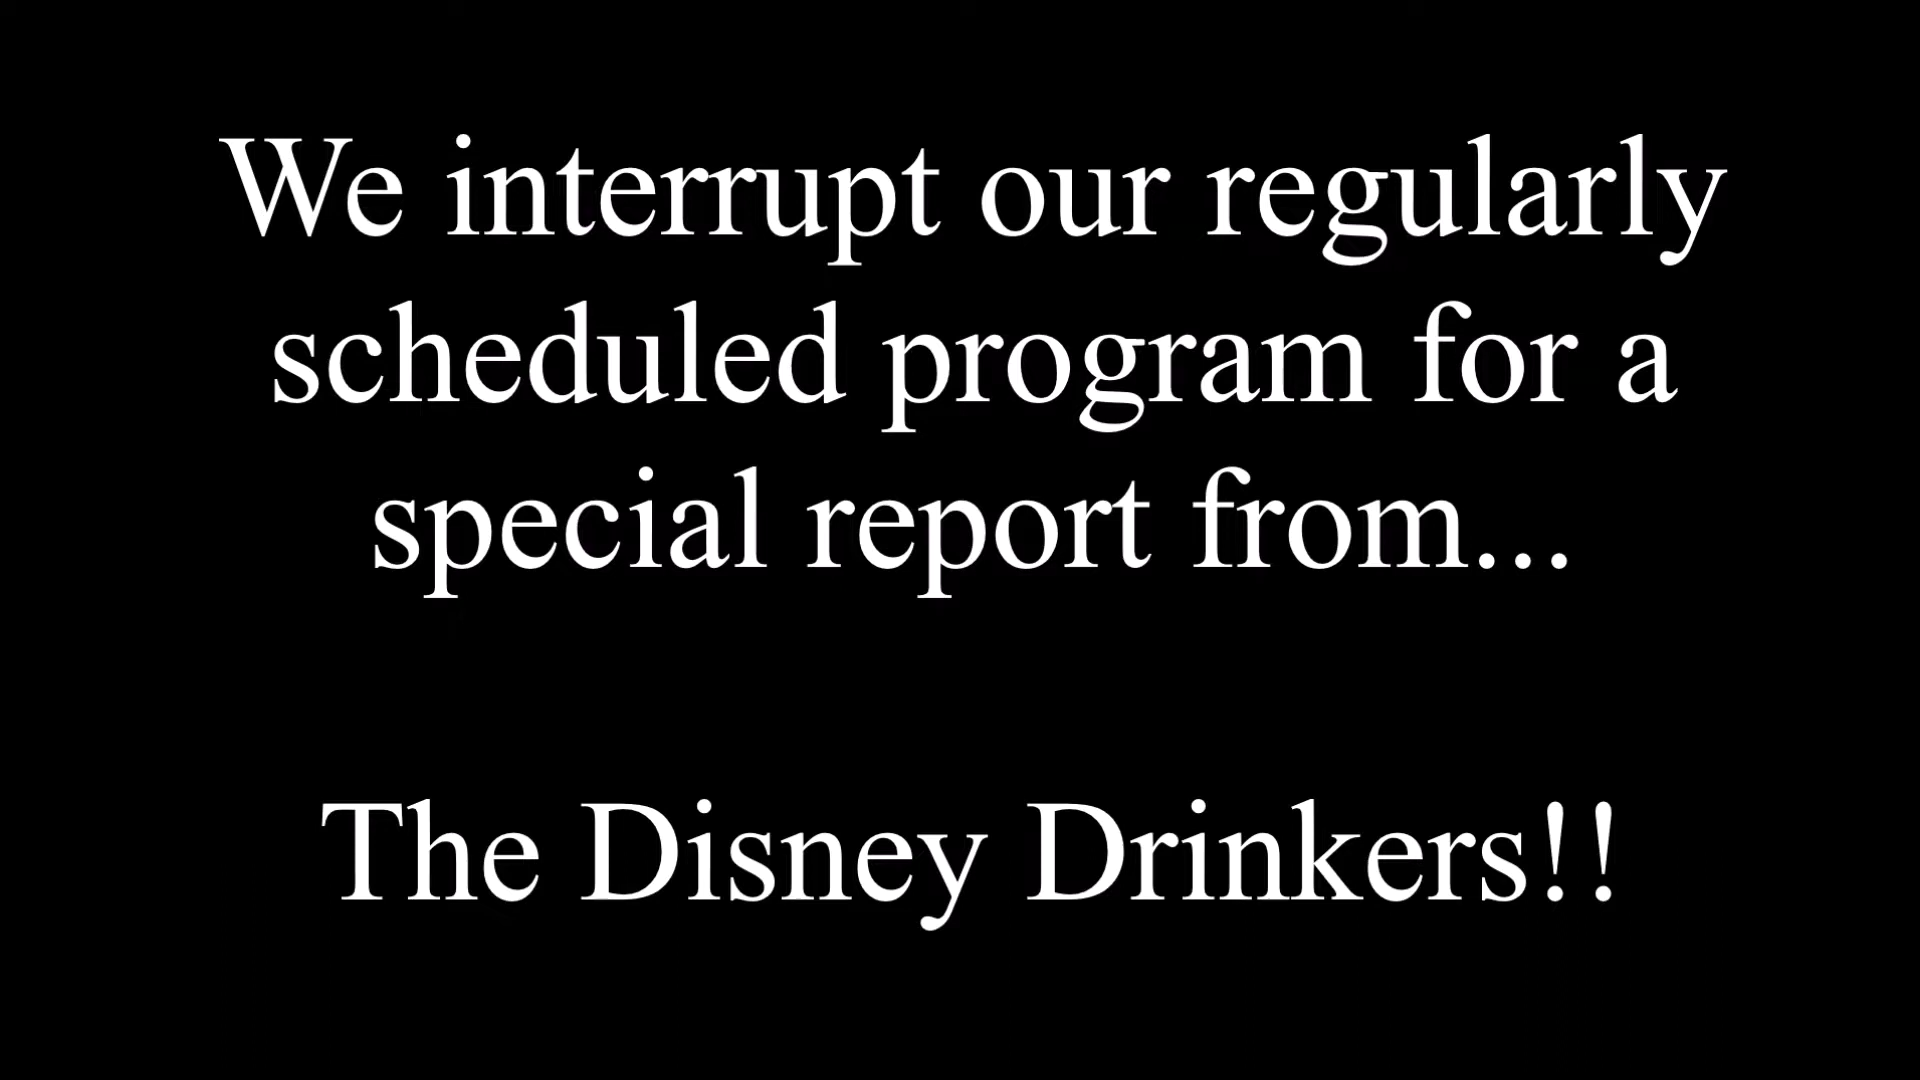 We interrupt our regularly
scheduled program for a
special report from...
The Disney Drinkers!!